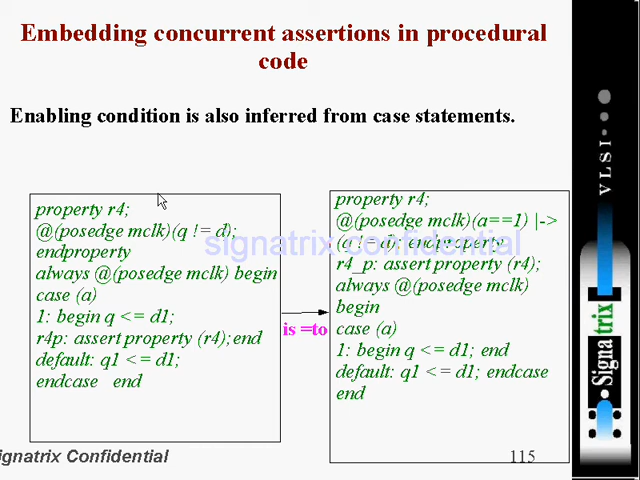 Embedding concurrent assertions in procedural
code
Enabling condition is also inferred from case statements.
property r4;
@(posedge mclk)(q != d);
endproperty
always @(posedge mclk) begin
case (a)
1: begin q <= d1;
r4p: assert property (r4);end
default: q1 <= d1;
endcase end
is =to
property r4;
@(posedge mclk)(a==1) |->
(q != d); endproperty
r4_p: assert property (r4);
always @(posedge mclk)
begin
case (a)
1: begin q <= d1; end
default: q1 <= d1; endcase
end
signatrix confidential
ignatrix Confidential
115
VLSI
Signatrix